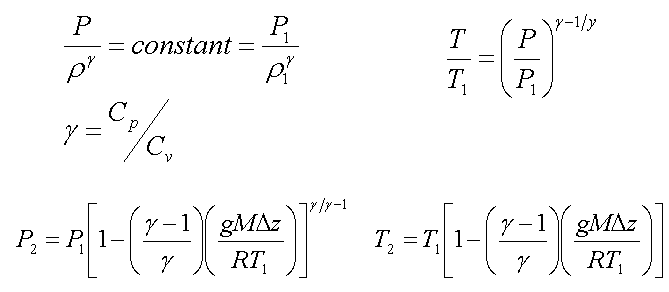 P/ρ^γ = constant = P₁/ρ₁^γ
T/T₁ = (P/P₁)^(γ−1/γ)
γ = C_p/C_v
P₂ = P₁[1−((γ−1)/γ)(gMΔz/RT₁)]^(γ/γ−1)
T₂ = T₁[1−((γ−1)/γ)(gMΔz/RT₁)]